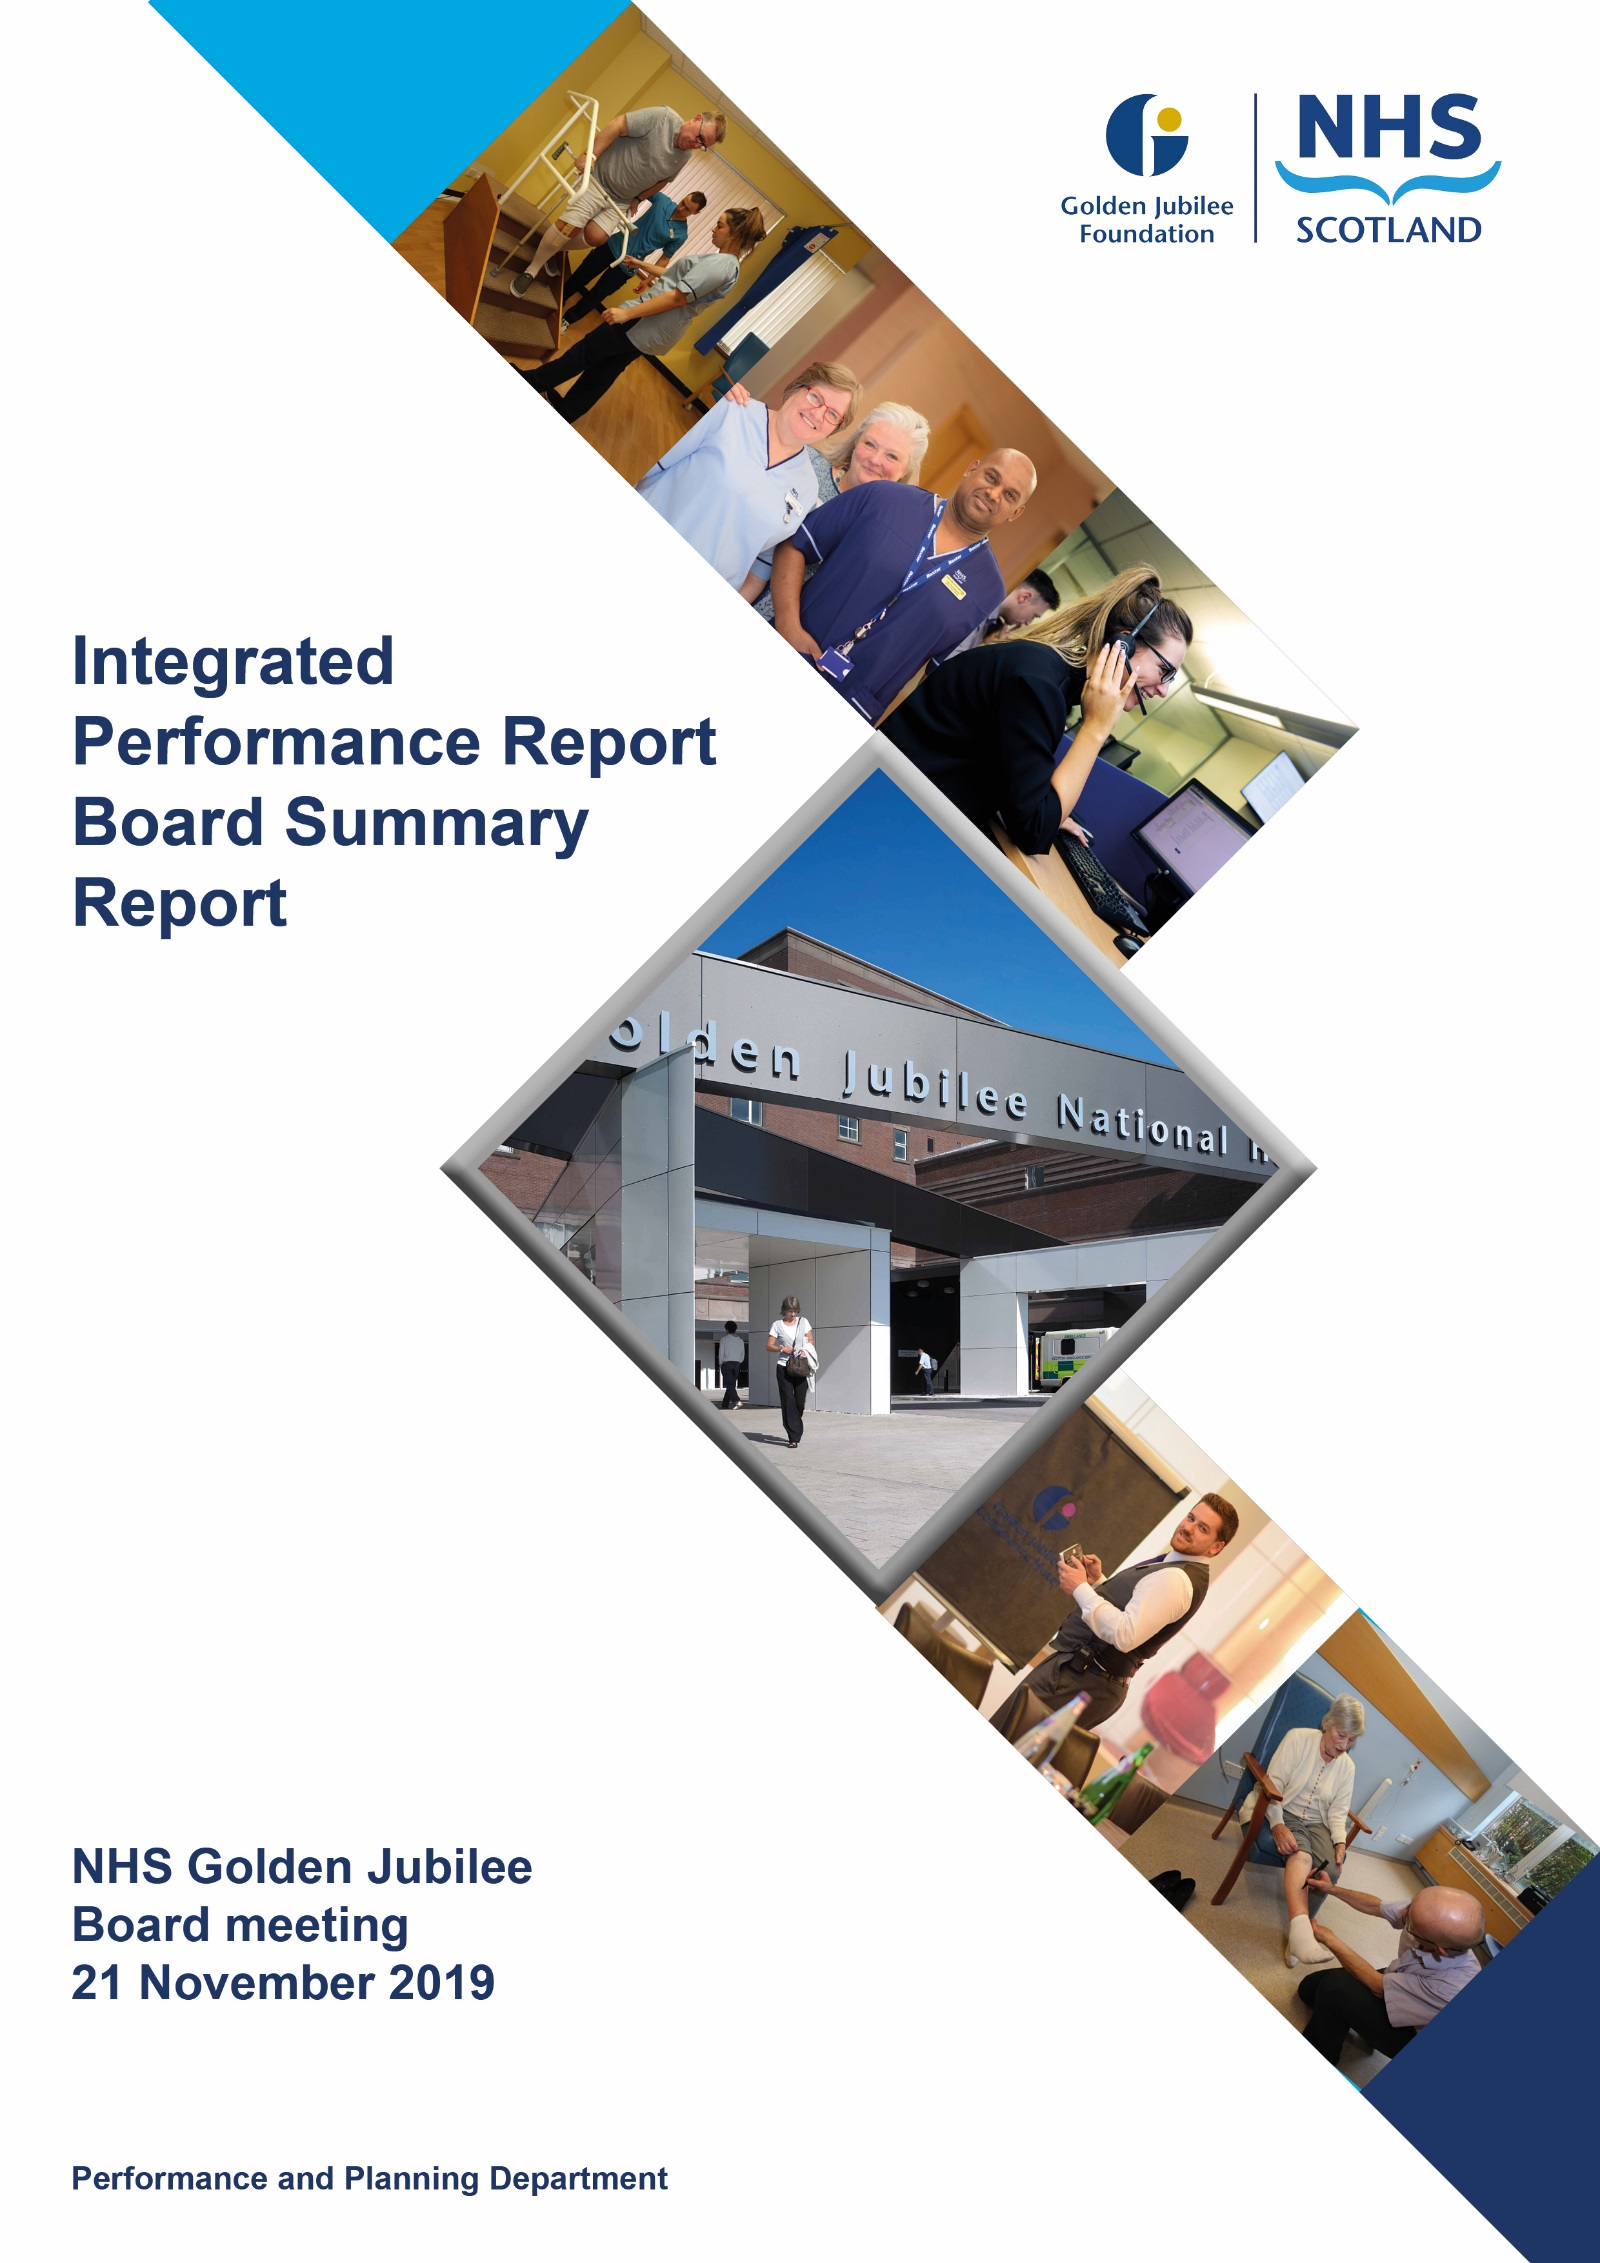 Golden Jubilee
Foundation
NHS
SCOTLAND
Integrated
Performance Report
Board Summary
Report
olden Jubilee National H
NHS Golden Jubilee
Board meeting
21 November 2019
Performance and Planning Department